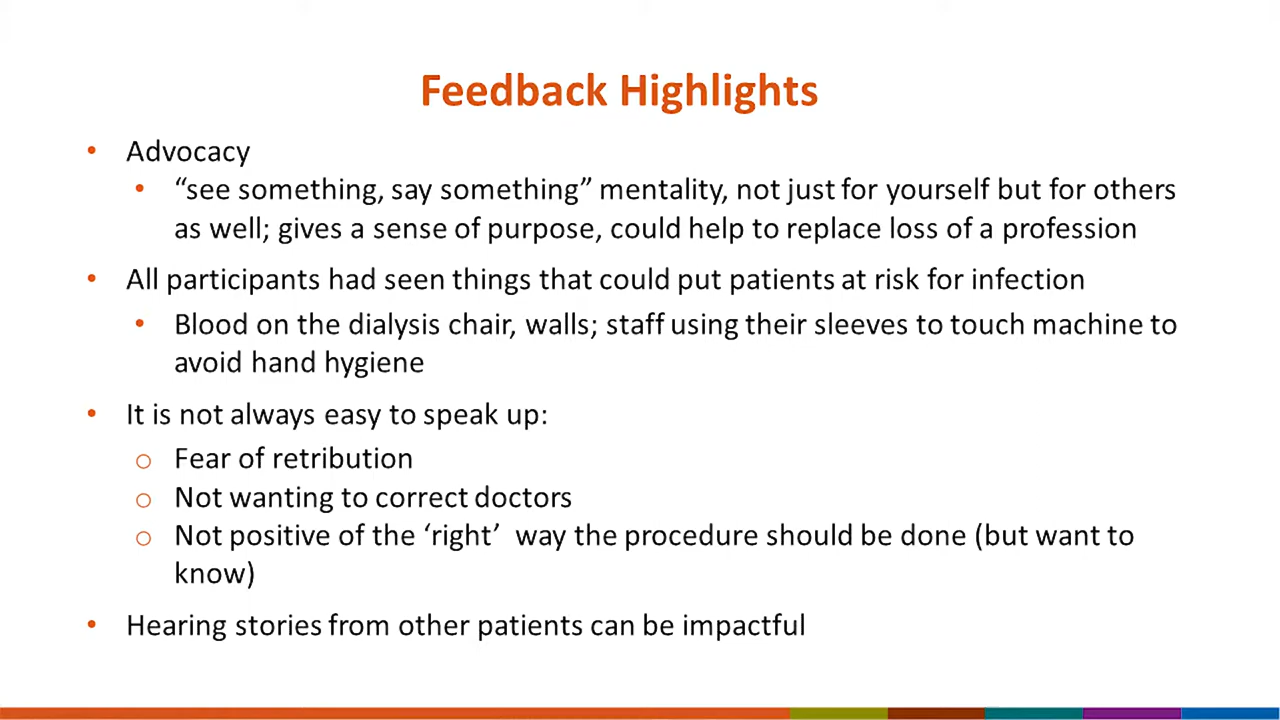 Feedback Highlights
• Advocacy
• “see something, say something” mentality, not just for yourself but for others
as well; gives a sense of purpose, could help to replace loss of a profession
• All participants had seen things that could put patients at risk for infection
• Blood on the dialysis chair, walls; staff using their sleeves to touch machine to
avoid hand hygiene
• It is not always easy to speak up:
o Fear of retribution
o Not wanting to correct doctors
o Not positive of the ‘right’ way the procedure should be done (but want to
know)
• Hearing stories from other patients can be impactful